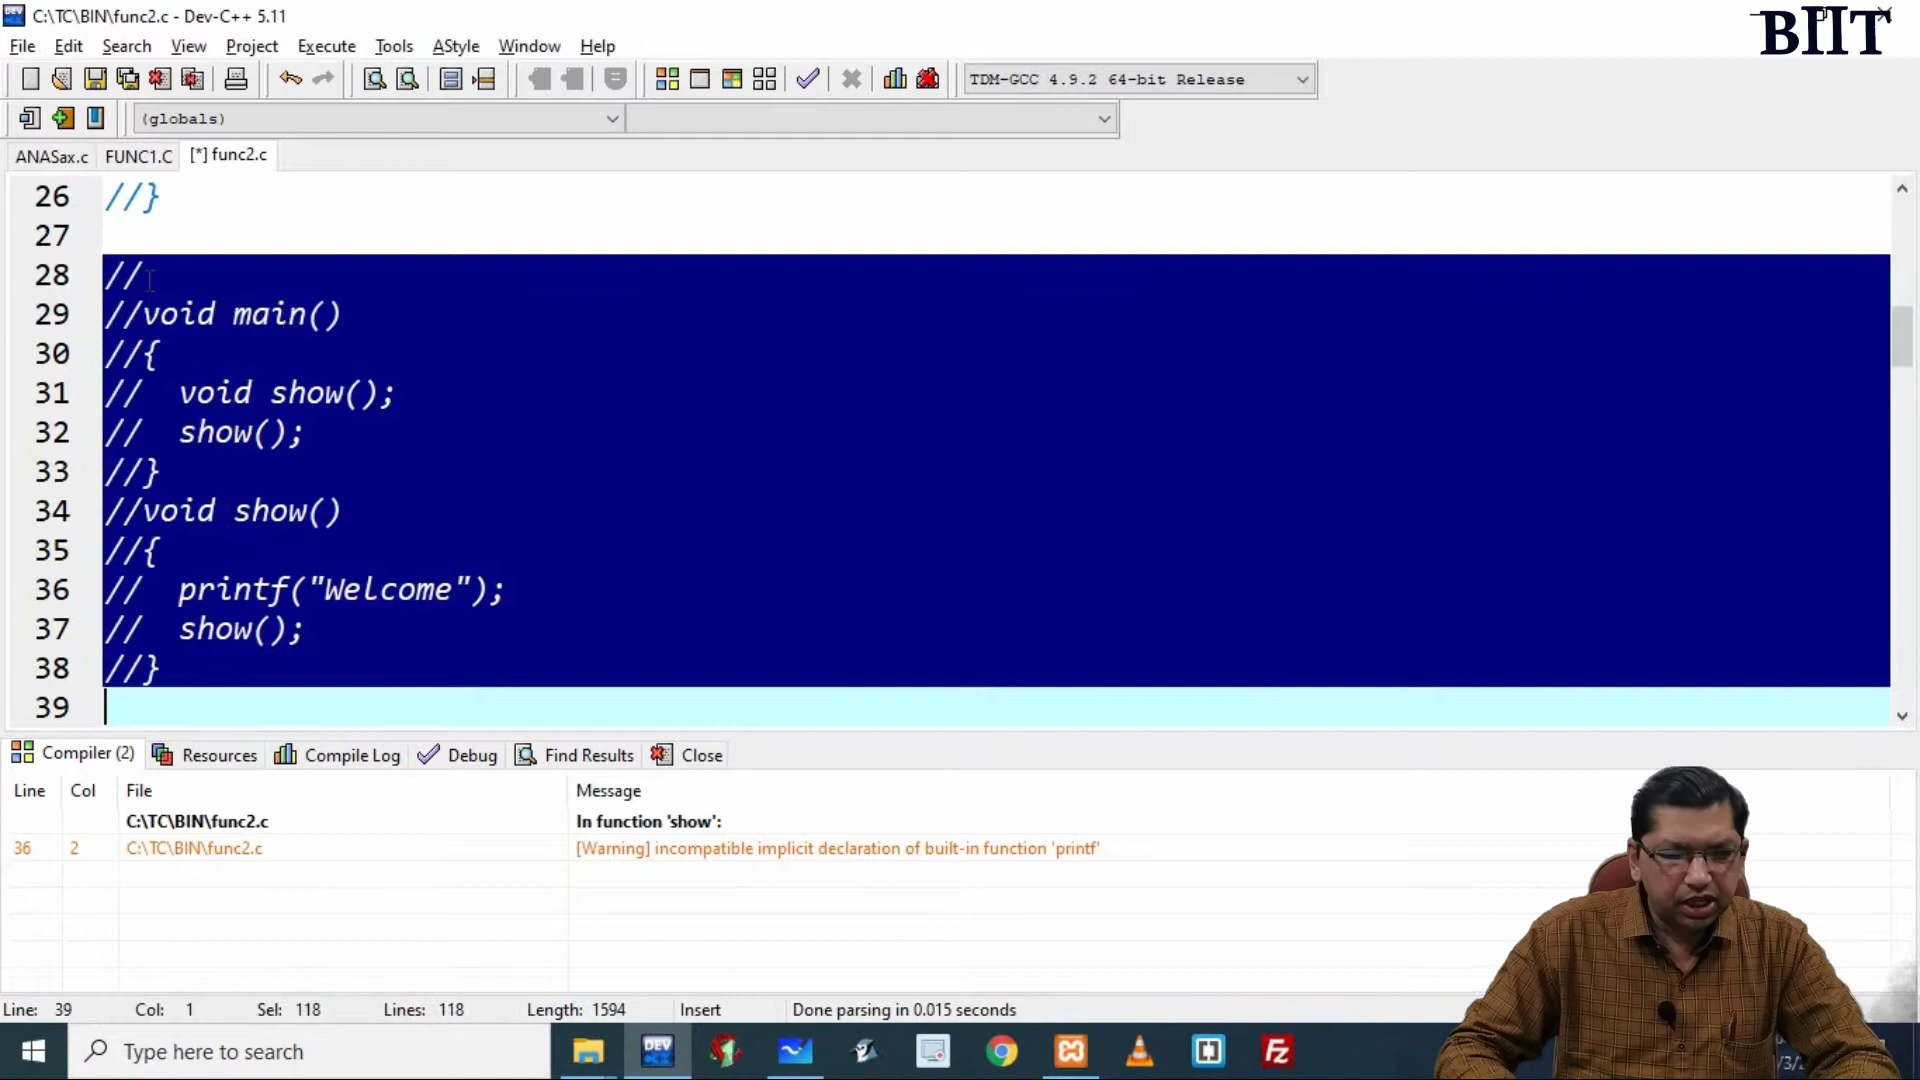 C:\TC\BIN\func2.c - Dev-C++ 5.11
BIIT
File Edit Search View Project Execute Tools AStyle Window Help
TDM-GCC 4.9.2 64-bit Release
(globals)
ANASax.c FUNC1.C [*] func2.c
26 //}
27
28 //
29 //void main()
30 //{
31 // void show();
32 // show();
33 //}
34 //void show()
35 //{
36 // printf("Welcome");
37 // show();
38 //}
39
Compiler (2) Resources Compile Log Debug Find Results Close
Line Col File Message
C:\TC\BIN\func2.c In function 'show':
36 2 C:\TC\BIN\func2.c [Warning] incompatible implicit declaration of built-in function 'printf'
Line: 39 Col: 1 Sel: 118 Lines: 118 Length: 1594 Insert Done parsing in 0.015 seconds
Type here to search DEV Fz